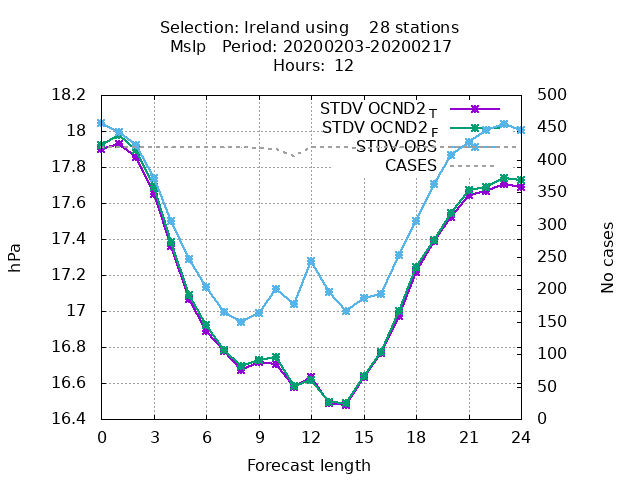 Selection: Ireland using 28 stations
Mslp Period: 20200203-20200217
Hours: 12
18.2
18
17.8
17.6
17.4
17.2
17
16.8
16.6
16.4
hPa
STDV OCND2 T
STDV OCND2 F
STDV OBS
CASES
500
450
400
350
300
250
200
150
100
50
0
No cases
0 3 6 9 12 15 18 21 24
Forecast length